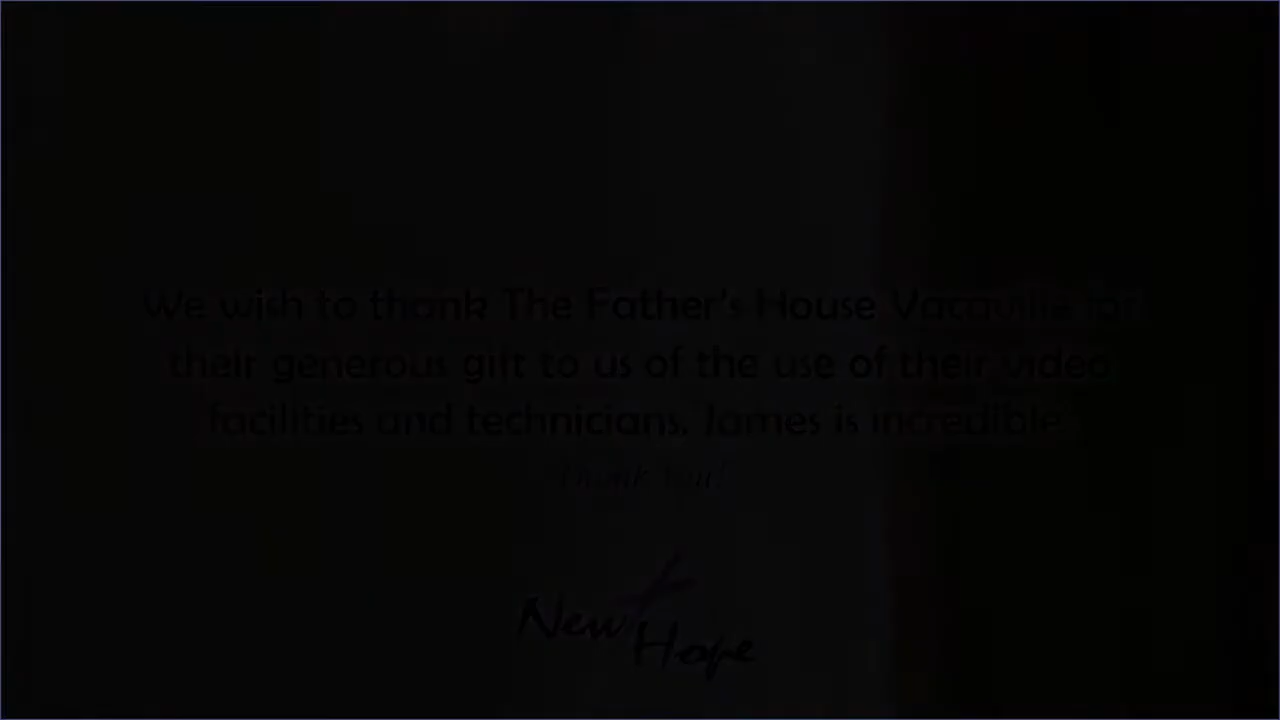 We wish to thank The Father's House Vacaville for
their generous gift to us of the use of their video
facilities and technicians. James is incredible.
Thank You!
New Hope